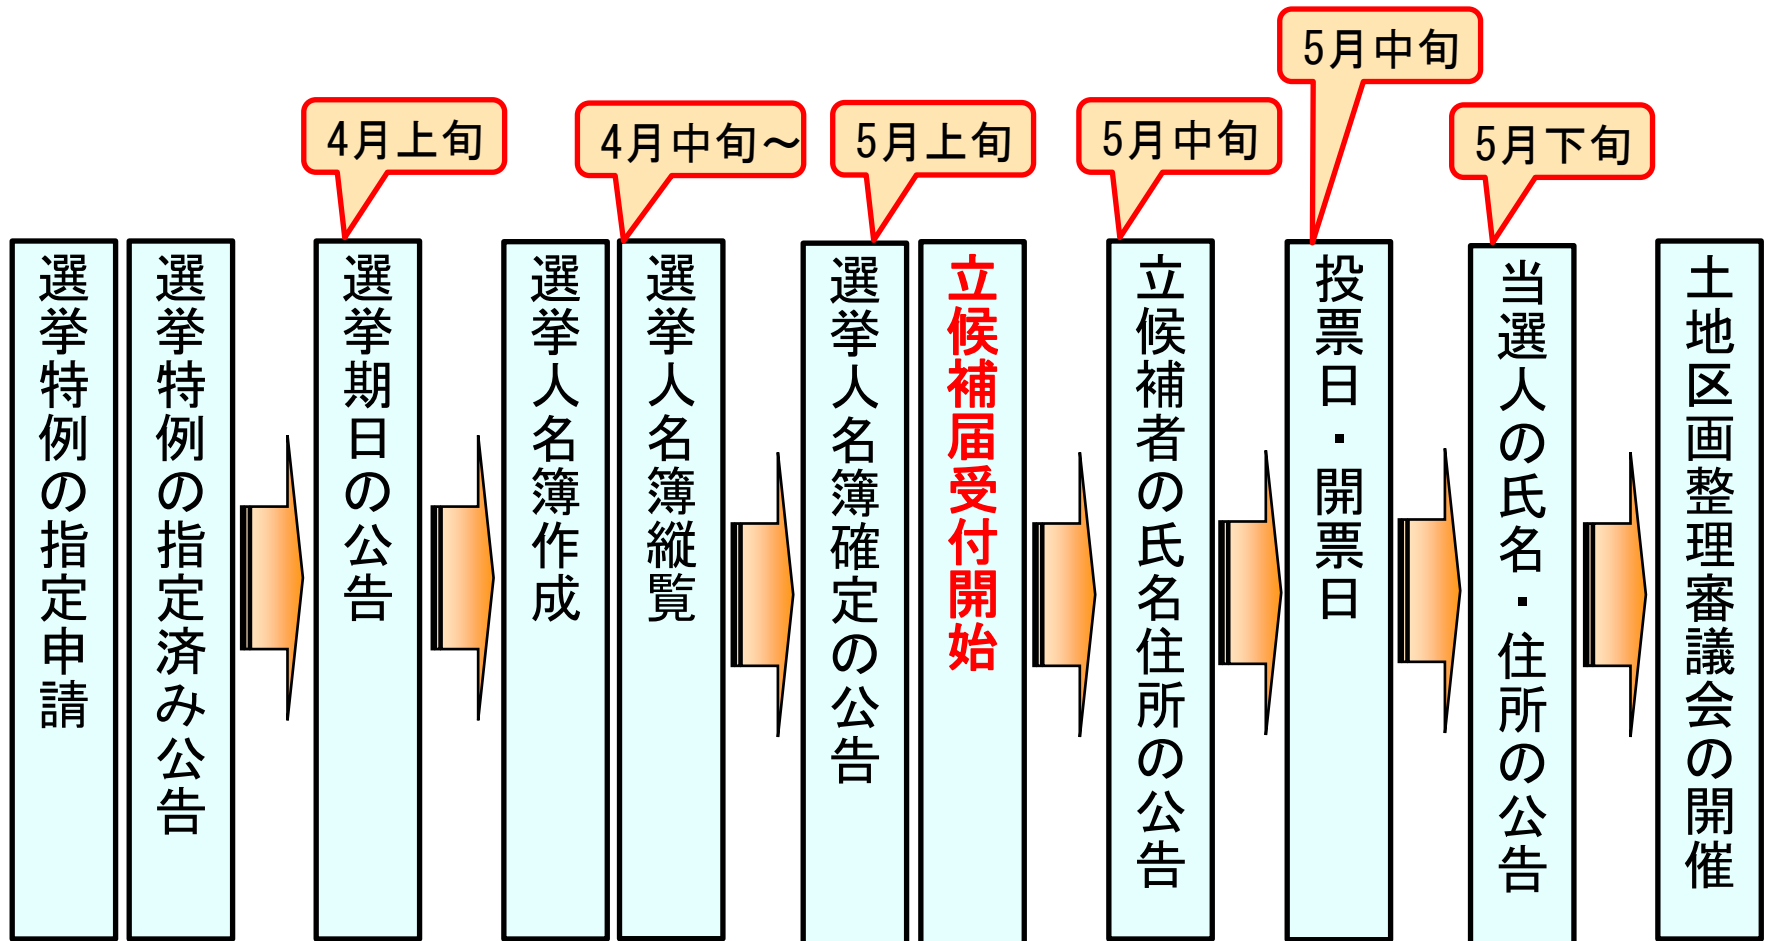 選挙特例の指定申請
選挙特例の指定済み公告
4月上旬
選挙期日の公告
選挙人名簿作成
4月中旬～
選挙人名簿縦覧
5月上旬
選挙人名簿確定の公告
立候補届受付開始
5月中旬
立候補者の氏名住所の公告
5月中旬
投票日・開票日
5月下旬
当選人の氏名・住所の公告
土地区画整理審議会の開催